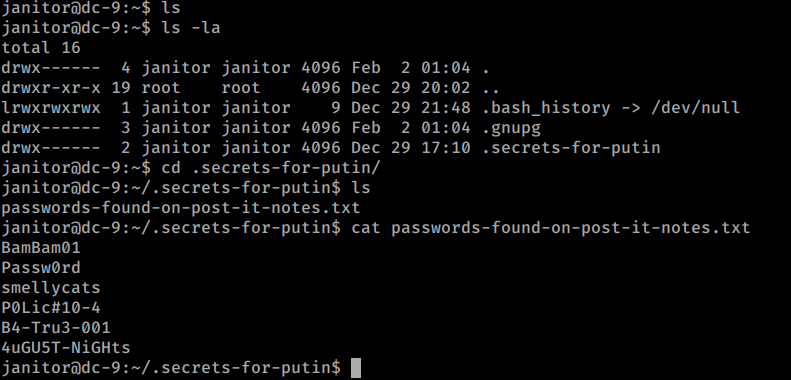 janitor@dc-9:~$ ls
janitor@dc-9:~$ ls -la
total 16
drwx------  4 janitor janitor 4096 Feb  2 01:04 .
drwxr-xr-x 19 root    root    4096 Dec 29 20:02 ..
lrwxrwxrwx  1 janitor janitor    9 Dec 29 21:48 .bash_history -> /dev/null
drwx------  3 janitor janitor 4096 Feb  2 01:04 .gnupg
drwx------  2 janitor janitor 4096 Dec 29 17:10 .secrets-for-putin
janitor@dc-9:~$ cd .secrets-for-putin/
janitor@dc-9:~/.secrets-for-putin$ ls
passwords-found-on-post-it-notes.txt
janitor@dc-9:~/.secrets-for-putin$ cat passwords-found-on-post-it-notes.txt
BamBam01
Passw0rd
smellycats
P0Lic#10-4
B4-Tru3-001
4uGU5T-NiGHts
janitor@dc-9:~/.secrets-for-putin$